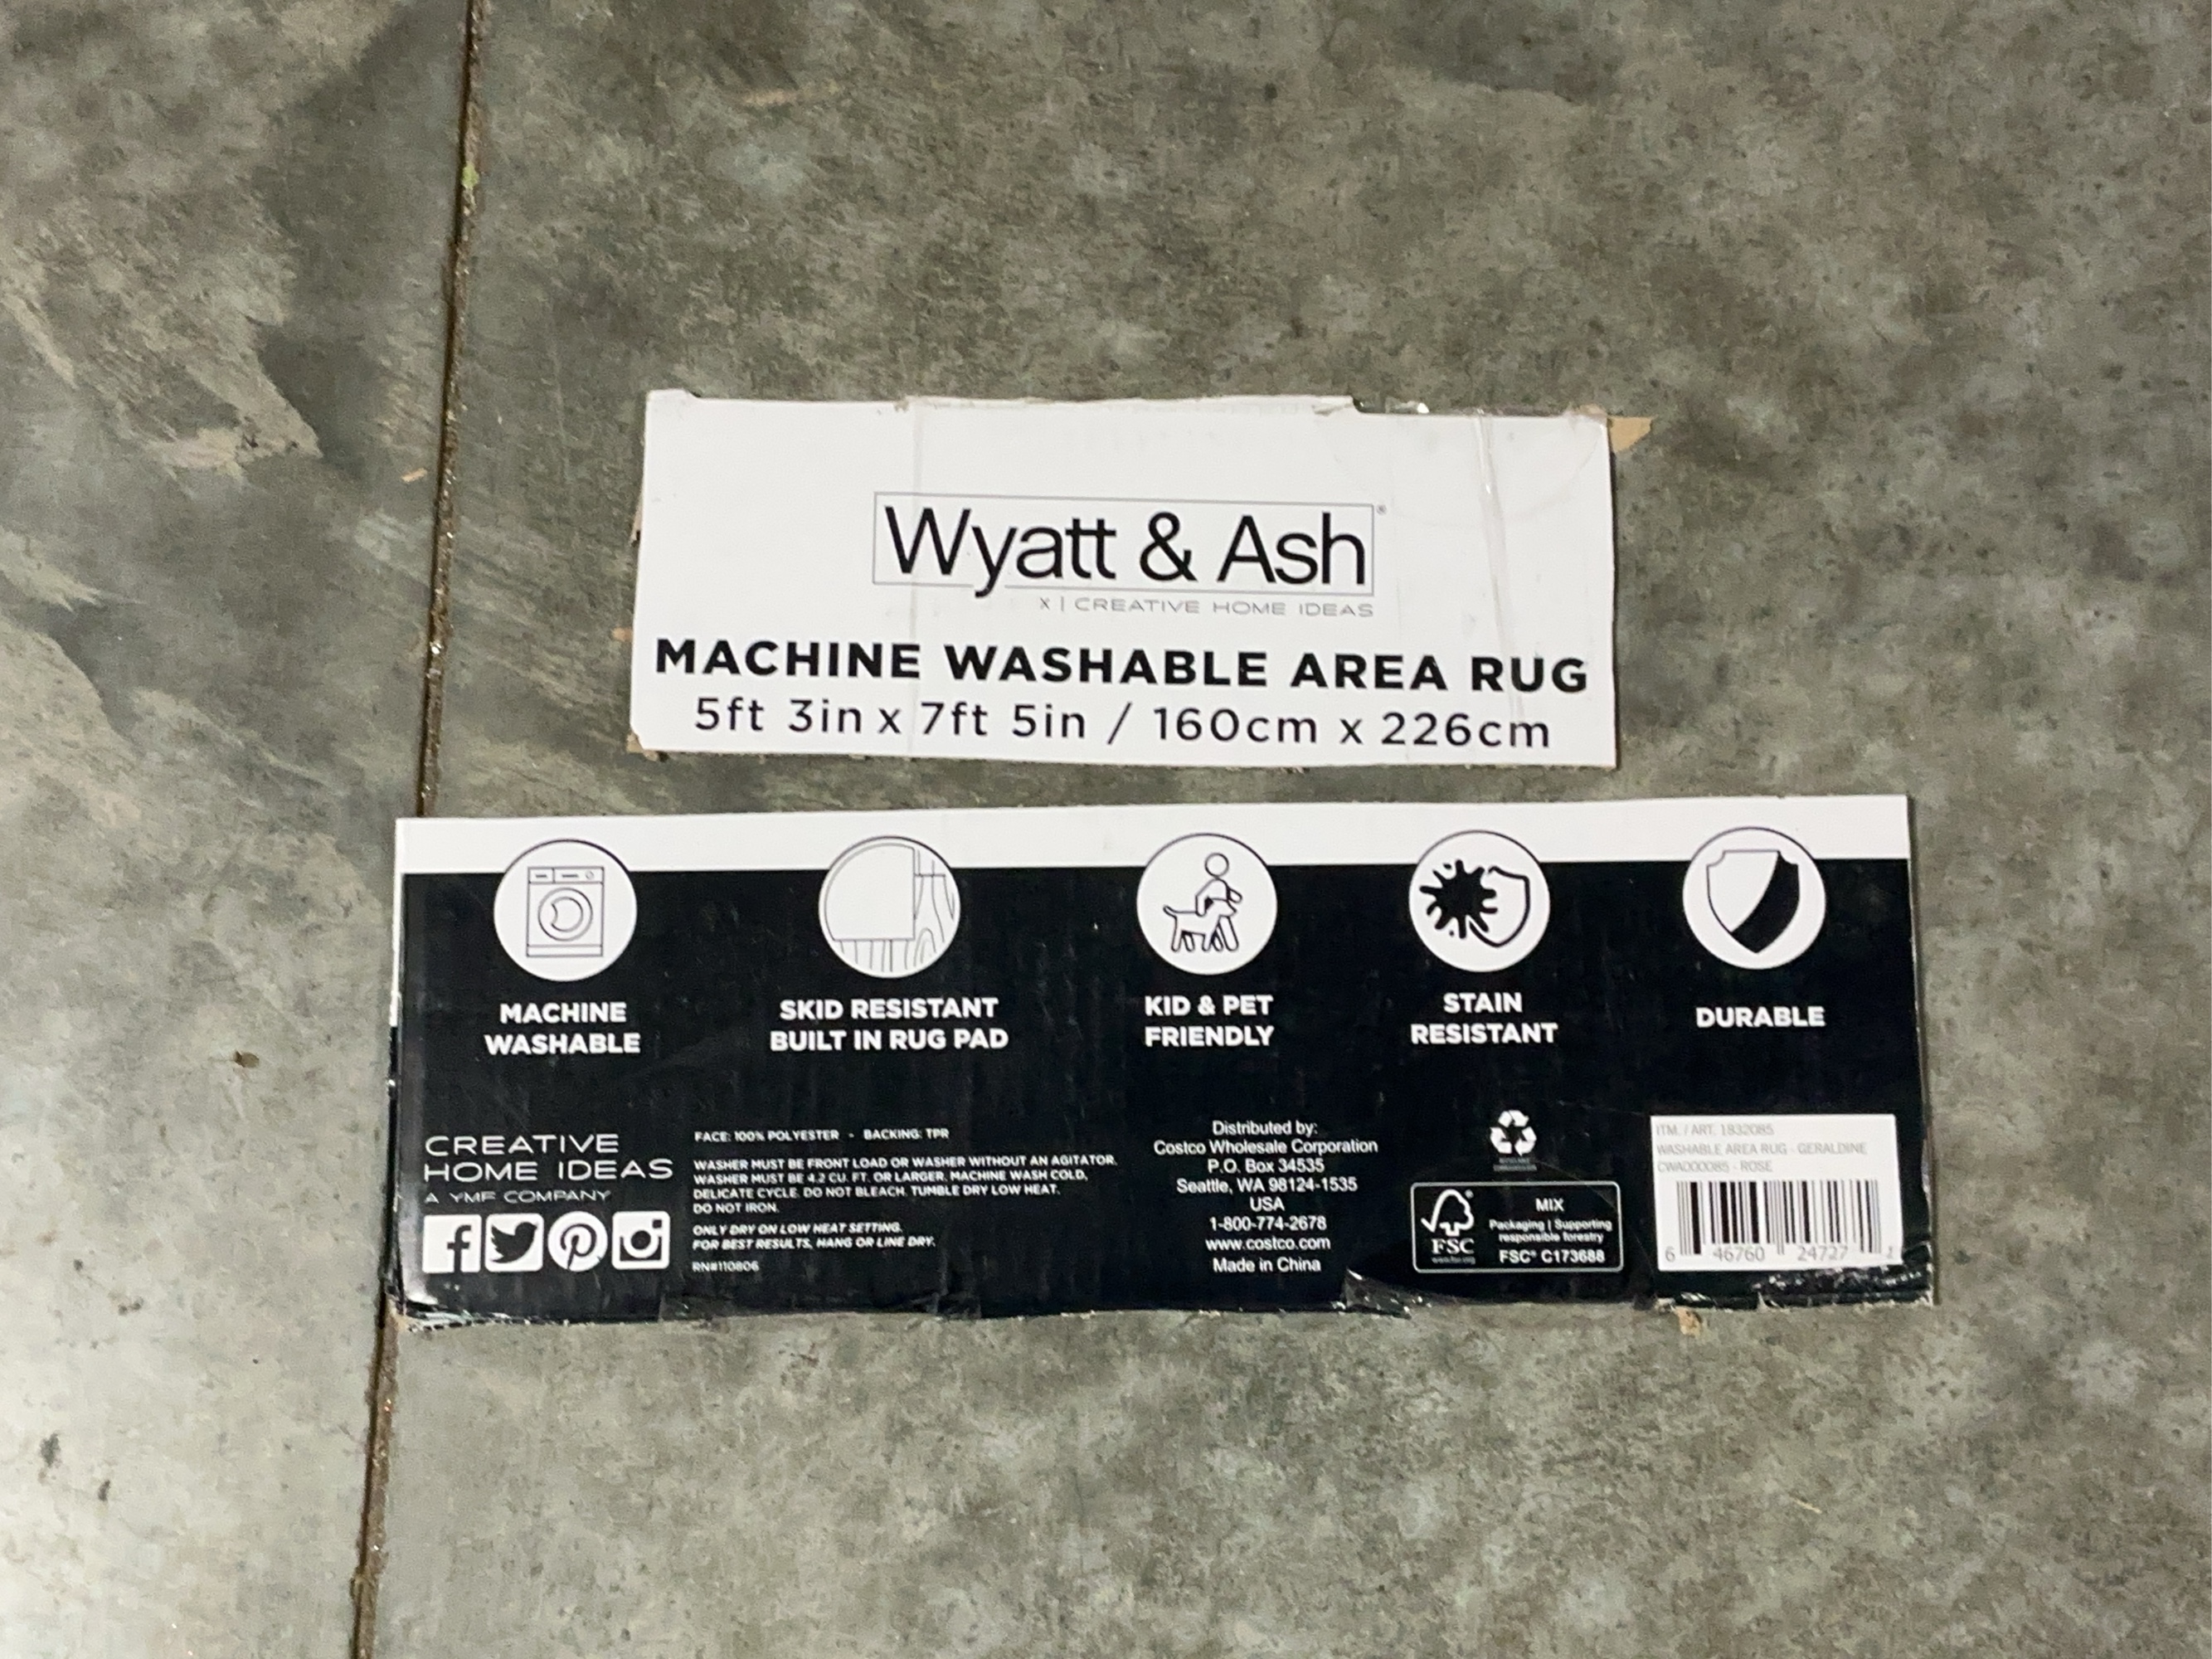 Wyatt & Ash®
X | CREATIVE HOME IDEAS
MACHINE WASHABLE AREA RUG
5ft 3in x 7ft 5in / 160cm x 226cm
MACHINE
WASHABLE
SKID RESISTANT
BUILT IN RUG PAD
KID & PET
FRIENDLY
STAIN
RESISTANT
DURABLE
CREATIVE
HOME IDEAS
A YMF COMPANY
FACE: 100% POLYESTER - BACKING: TPR
WASHER MUST BE FRONT LOAD OR WASHER WITHOUT AN AGITATOR.
WASHER MUST BE 4.2 CU. FT. OR LARGER. MACHINE WASH COLD,
DELICATE CYCLE. DO NOT BLEACH. TUMBLE DRY LOW HEAT.
DO NOT IRON.
ONLY DRY ON LOW HEAT SETTING.
FOR BEST RESULTS, HANG OR LINE DRY.
RN#110806
Distributed by:
Costco Wholesale Corporation
P.O. Box 34535
Seattle, WA 98124-1535
USA
1-800-774-2678
www.costco.com
Made in China
FSC®
www.fsc.org
MIX
Packaging | Supporting
responsible forestry
FSC® C173688
ITM. / ART. 1832085
WASHABLE AREA RUG - GERALDINE
CWA000085 - ROSE
6 46760 24727 1